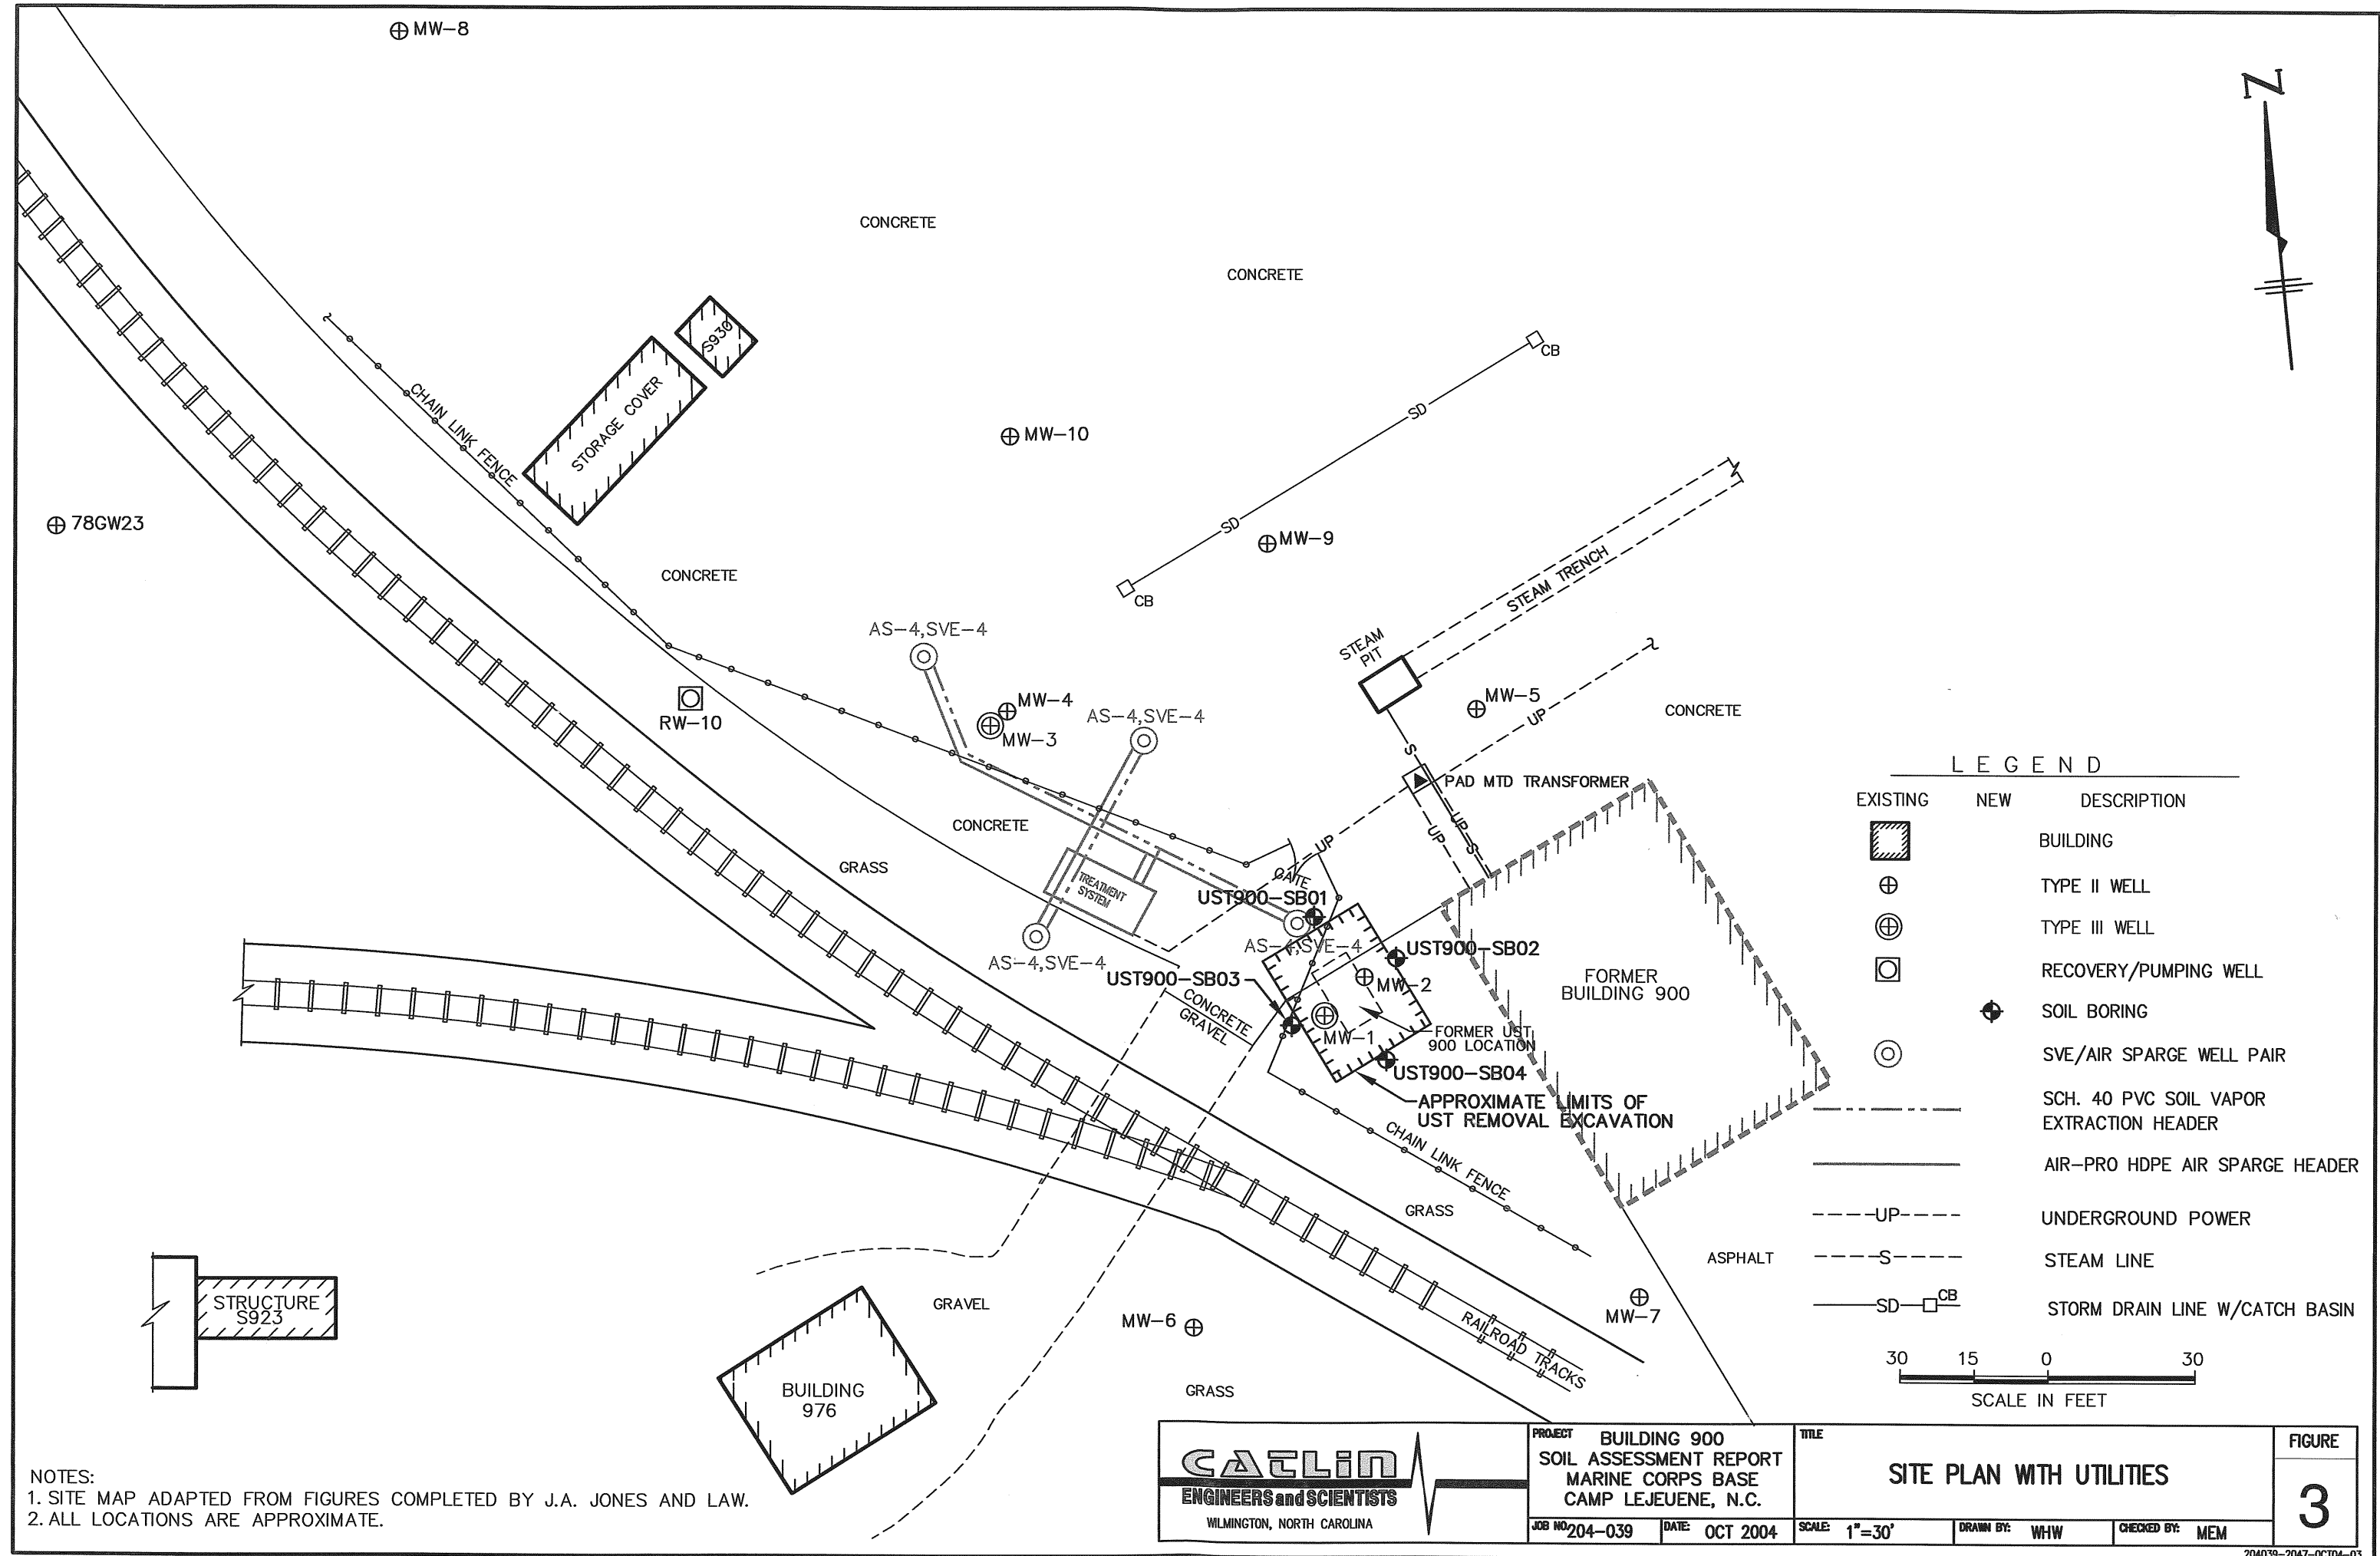 MW-8
N
CONCRETE
CONCRETE
S930
CB
SD
CHAIN LINK FENCE
STORAGE COVER
MW-10
78GW23
SD
MW-9
CONCRETE
STEAM TRENCH
CB
AS-4,SVE-4
STEAM
PIT
MW-4
MW-5
RW-10
AS-4,SVE-4
UP
CONCRETE
MW-3
S
PAD MTD TRANSFORMER
CONCRETE
UP
UP
UP
S
GRASS
GATE
TREATMENT
SYSTEM
UST900-SB01
AS-4,SVE-4
UST900-SB02
AS-4,SVE-4
UST900-SB03
MW-2
FORMER
BUILDING 900
CONCRETE
GRAVEL
MW-1
FORMER UST
900 LOCATION
UST900-SB04
APPROXIMATE LIMITS OF
UST REMOVAL EXCAVATION
CHAIN LINK FENCE
GRASS
ASPHALT
STRUCTURE
S923
GRAVEL
MW-6
MW-7
RAILROAD TRACKS
BUILDING
976
GRASS
LEGEND
EXISTING NEW DESCRIPTION
BUILDING
TYPE II WELL
TYPE III WELL
RECOVERY/PUMPING WELL
SOIL BORING
SVE/AIR SPARGE WELL PAIR
SCH. 40 PVC SOIL VAPOR
EXTRACTION HEADER
AIR-PRO HDPE AIR SPARGE HEADER
UP UNDERGROUND POWER
S STEAM LINE
SD CB STORM DRAIN LINE W/CATCH BASIN
30 15 0 30
SCALE IN FEET
NOTES:
1. SITE MAP ADAPTED FROM FIGURES COMPLETED BY J.A. JONES AND LAW.
2. ALL LOCATIONS ARE APPROXIMATE.
CATLIN
ENGINEERS and SCIENTISTS
WILMINGTON, NORTH CAROLINA
PROJECT BUILDING 900
SOIL ASSESSMENT REPORT
MARINE CORPS BASE
CAMP LEJEUENE, N.C.
TITLE
SITE PLAN WITH UTILITIES
FIGURE
3
JOB NO. 204-039 DATE: OCT 2004 SCALE: 1"=30' DRAWN BY: WHW CHECKED BY: MEM
204039-2047-OCT04-03